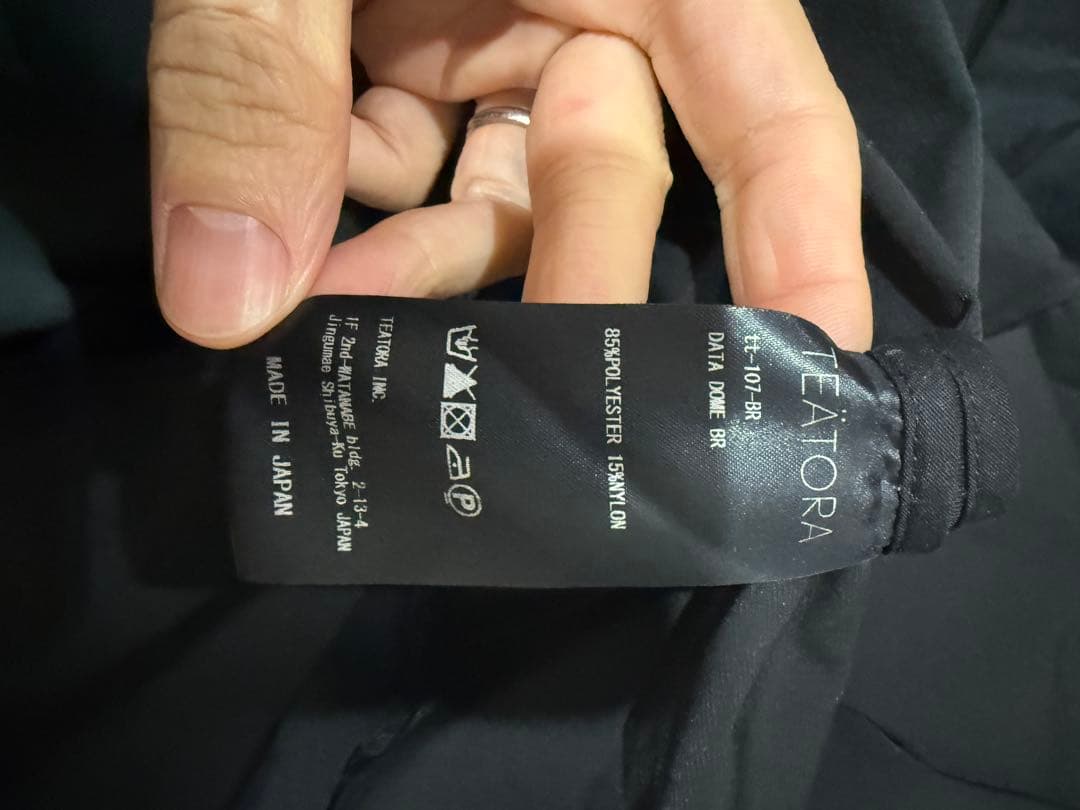 TEÄTORA
tt-107-BR
DATA DOME BR
85%POLYESTER 15%NYLON
P
TEATORA INC.
1F 2nd-WATANABE bldg. 2-13-4
Jingumae Shibuya-Ku Tokyo JAPAN
MADE IN JAPAN